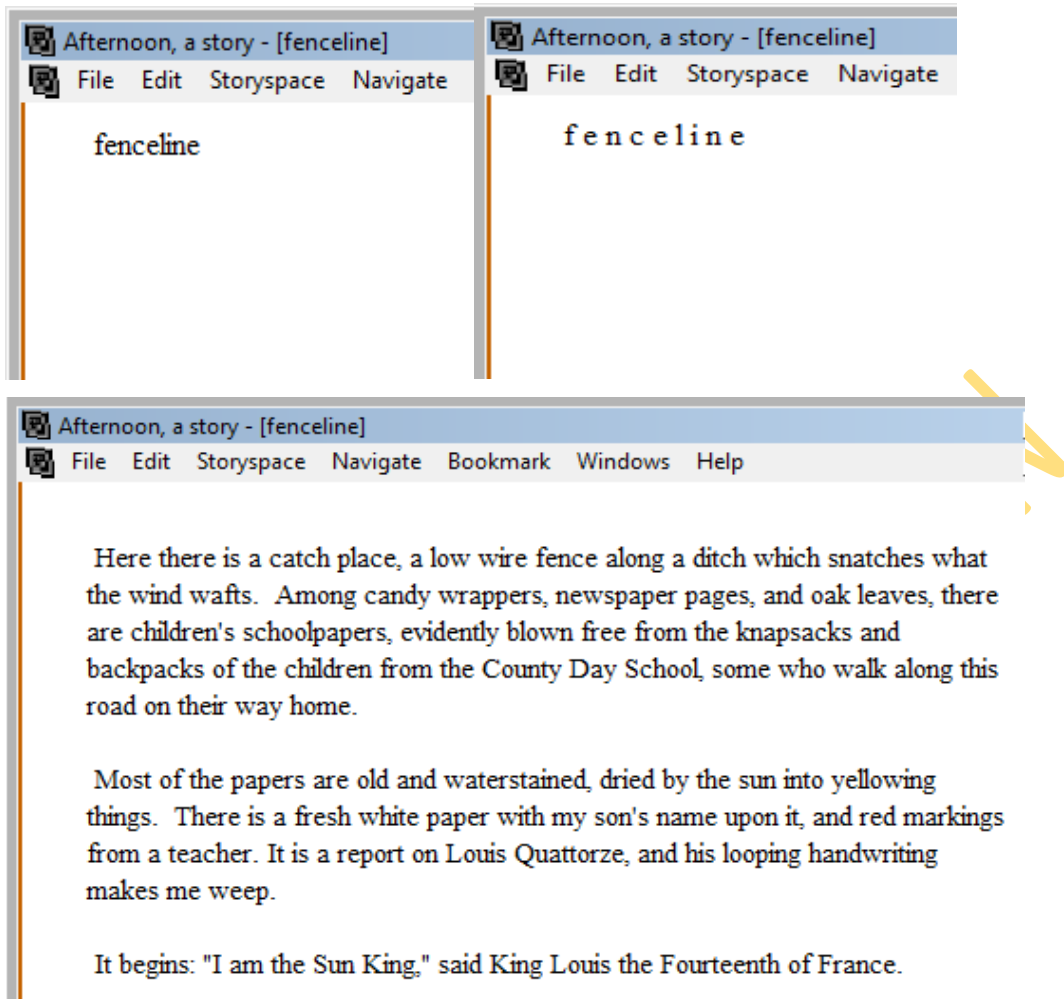 Afternoon, a story - [fenceline]
File Edit Storyspace Navigate
fenceline
Afternoon, a story - [fenceline]
File Edit Storyspace Navigate
f e n c e l i n e
Afternoon, a story - [fenceline]
File Edit Storyspace Navigate Bookmark Windows Help
Here there is a catch place, a low wire fence along a ditch which snatches what
the wind wafts. Among candy wrappers, newspaper pages, and oak leaves, there
are children's schoolpapers, evidently blown free from the knapsacks and
backpacks of the children from the County Day School, some who walk along this
road on their way home.
Most of the papers are old and waterstained, dried by the sun into yellowing
things. There is a fresh white paper with my son's name upon it, and red markings
from a teacher. It is a report on Louis Quattorze, and his looping handwriting
makes me weep.
It begins: "I am the Sun King," said King Louis the Fourteenth of France.